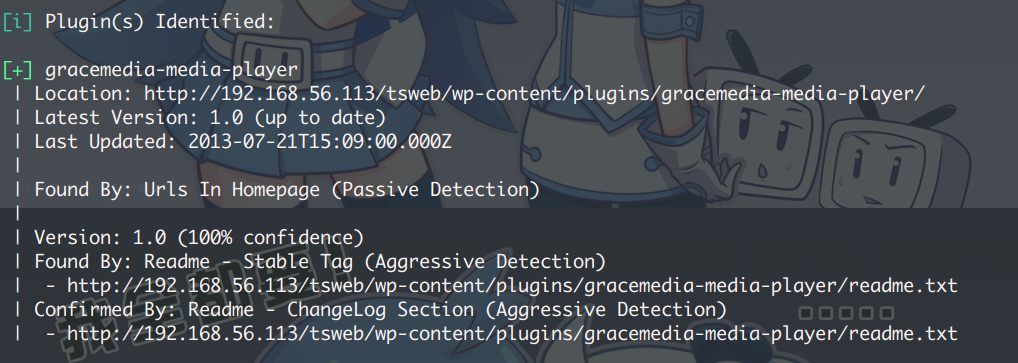 [i] Plugin(s) Identified:
[+] gracemedia-media-player
| Location: http://192.168.56.113/tsweb/wp-content/plugins/gracemedia-media-player/
| Latest Version: 1.0 (up to date)
| Last Updated: 2013-07-21T15:09:00.000Z
|
| Found By: Urls In Homepage (Passive Detection)
|
| Version: 1.0 (100% confidence)
| Found By: Readme - Stable Tag (Aggressive Detection)
|  - http://192.168.56.113/tsweb/wp-content/plugins/gracemedia-media-player/readme.txt
| Confirmed By: Readme - ChangeLog Section (Aggressive Detection)
|  - http://192.168.56.113/tsweb/wp-content/plugins/gracemedia-media-player/readme.txt